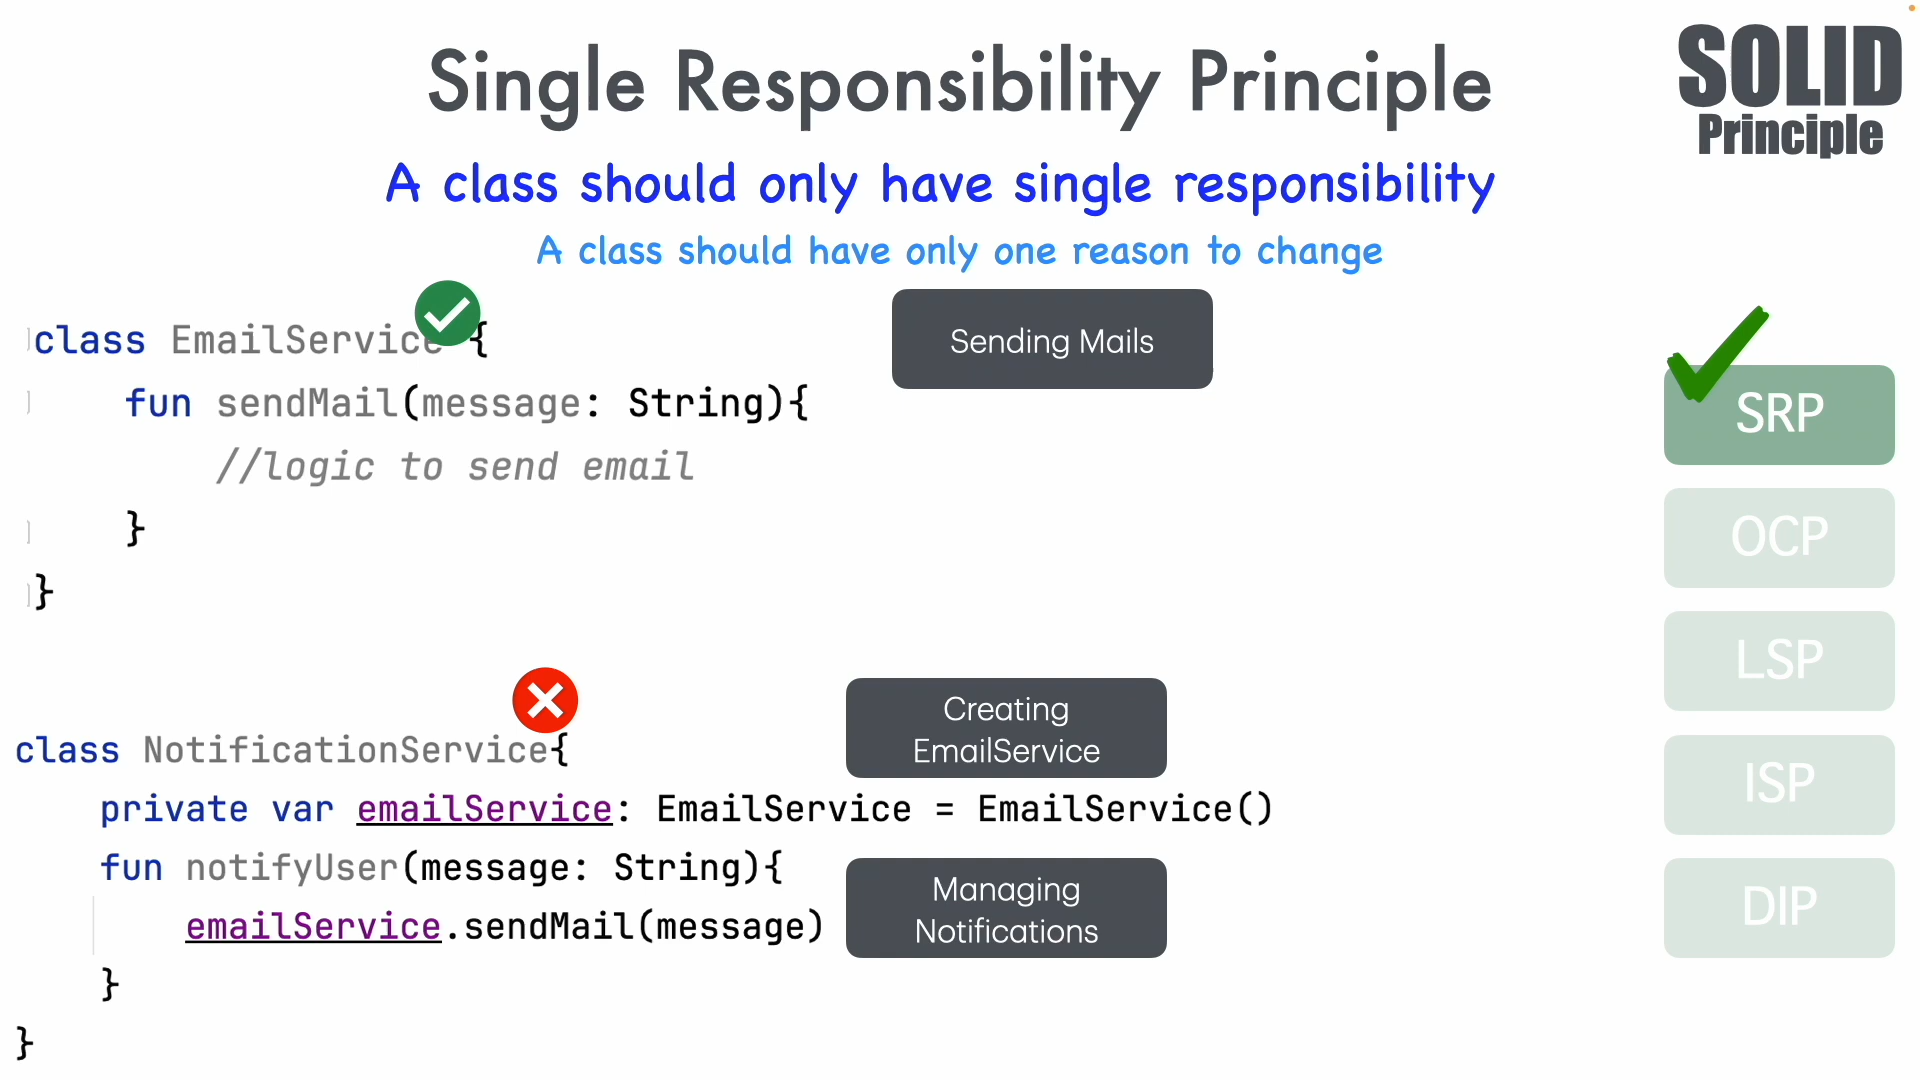 Single Responsibility Principle
SOLID
Principle
A class should only have single responsibility
A class should have only one reason to change
class EmailService {
fun sendMail(message: String){
//logic to send email
}
}
Sending Mails
class NotificationService{
private var emailService: EmailService = EmailService()
fun notifyUser(message: String){
emailService.sendMail(message)
}
}
Creating
EmailService
Managing
Notifications
SRP
OCP
LSP
ISP
DIP